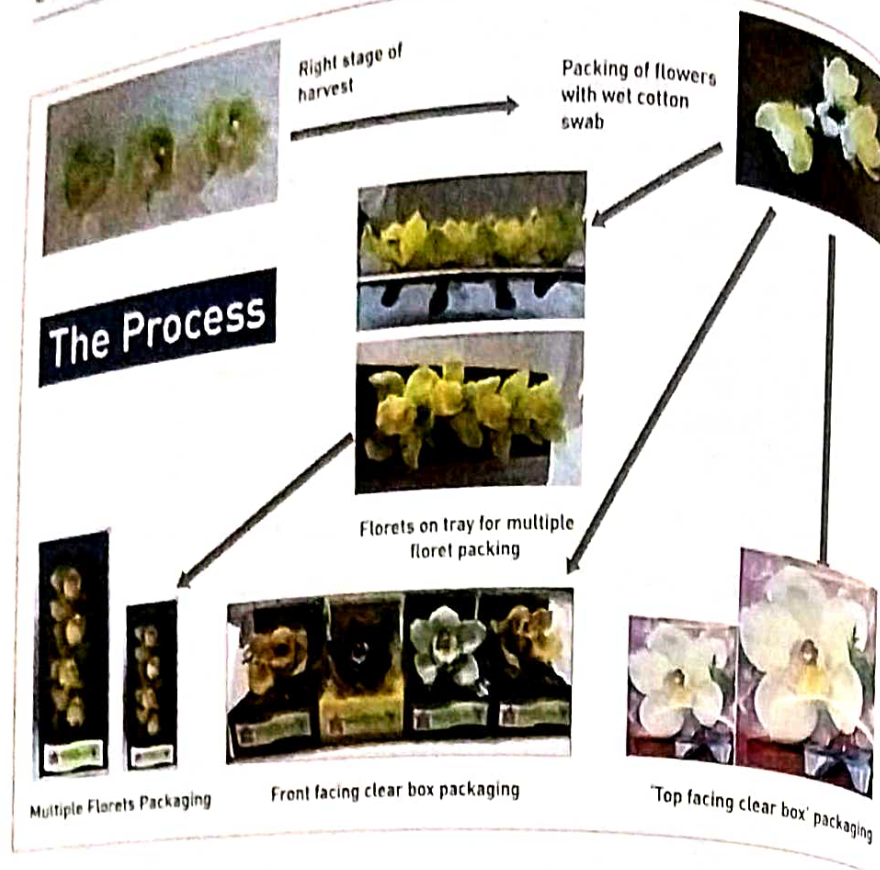 Right stage of
harvest
Packing of flowers
with wet cotton
swab
The Process
Florets on tray for multiple
floret packing
Multiple Florets Packaging
Front facing clear box packaging
'Top facing clear box' packaging